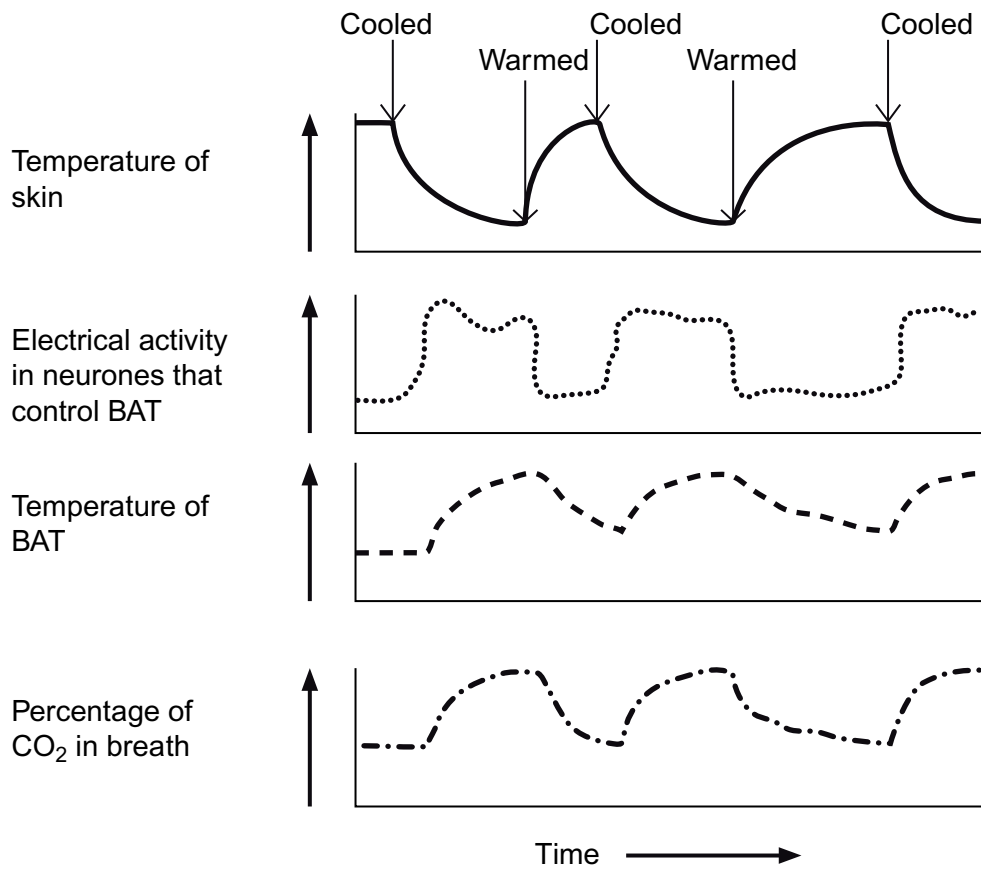 Cooled
Cooled
Cooled
Warmed
Warmed
Temperature of
skin
Electrical activity
in neurones that
control BAT
Temperature of
BAT
Percentage of
CO₂ in breath
Time